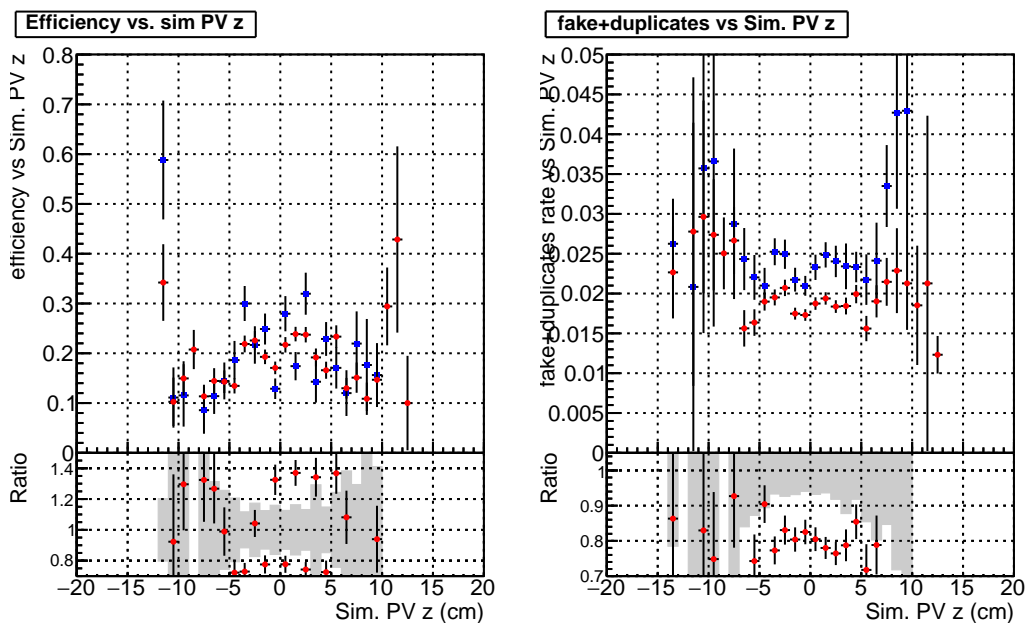 Efficiency vs. sim PV z
efficiency vs Sim. PV z
0.8
0.7
0.6
0.5
0.4
0.3
0.2
0.1
0
Ratio
1.4
1.2
1
0.8
−20 −15 −10 −5 0 5 10 15 20
Sim. PV z (cm)
fake+duplicates vs Sim. PV z
fake+duplicates rate vs Sim. PV z
0.05
0.045
0.04
0.035
0.03
0.025
0.02
0.015
0.01
0.005
0
Ratio
1
0.9
0.8
0.7
−20 −15 −10 −5 0 5 10 15 20
Sim. PV z (cm)